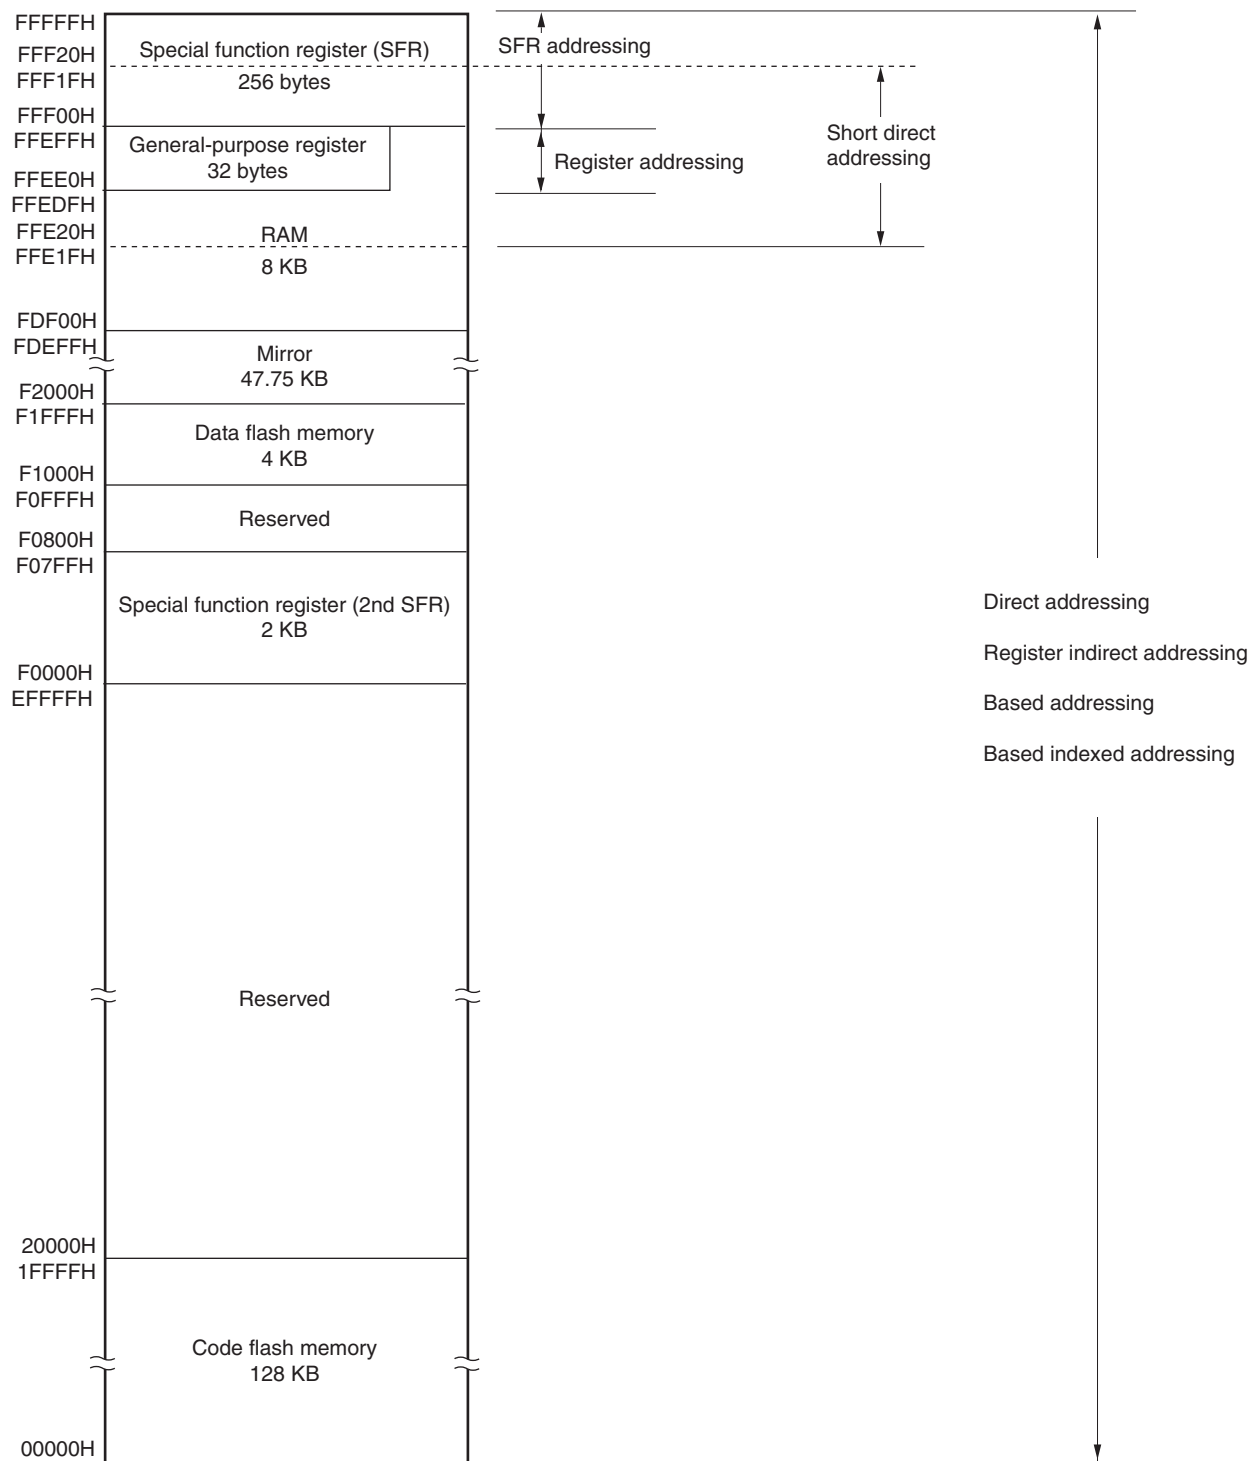 FFFFFH
Special function register (SFR)
SFR addressing
FFF20H
FFF1FH
256 bytes
FFF00H
FFEFFH
General-purpose register
32 bytes
Register addressing
Short direct
addressing
FFEE0H
FFEDFH
FFE20H
RAM
FFE1FH
8 KB
FDF00H
FDEFFH
Mirror
47.75 KB
F2000H
F1FFFH
Data flash memory
4 KB
F1000H
F0FFFH
Reserved
F0800H
F07FFH
Special function register (2nd SFR)
2 KB
Direct addressing
Register indirect addressing
Based addressing
Based indexed addressing
F0000H
EFFFFH
Reserved
20000H
1FFFFH
Code flash memory
128 KB
00000H